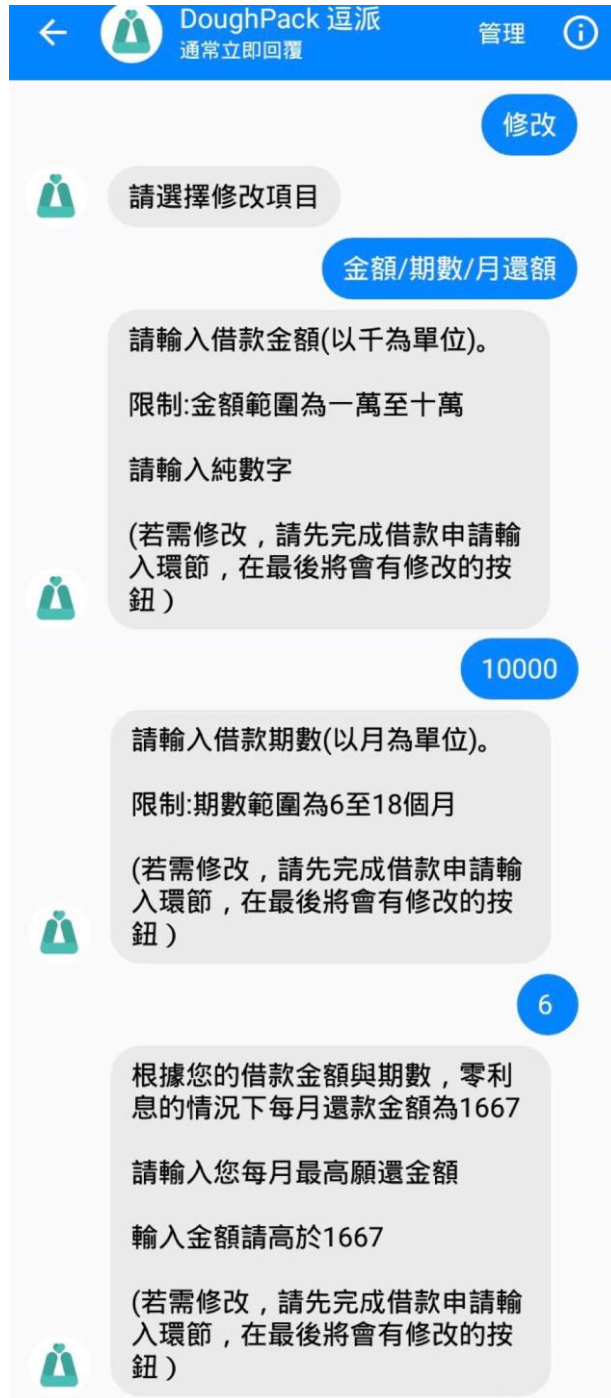 DoughPack 逗派
通常立即回覆
管理
修改
請選擇修改項目
金額/期數/月還額
請輸入借款金額(以千為單位)。
限制:金額範圍為一萬至十萬
請輸入純數字
(若需修改，請先完成借款申請輸
入環節，在最後將會有修改的按
鈕）
10000
請輸入借款期數(以月為單位)。
限制:期數範圍為6至18個月
(若需修改，請先完成借款申請輸
入環節，在最後將會有修改的按
鈕）
6
根據您的借款金額與期數，零利
息的情況下每月還款金額為1667
請輸入您每月最高願還金額
輸入金額請高於1667
(若需修改，請先完成借款申請輸
入環節，在最後將會有修改的按
鈕）